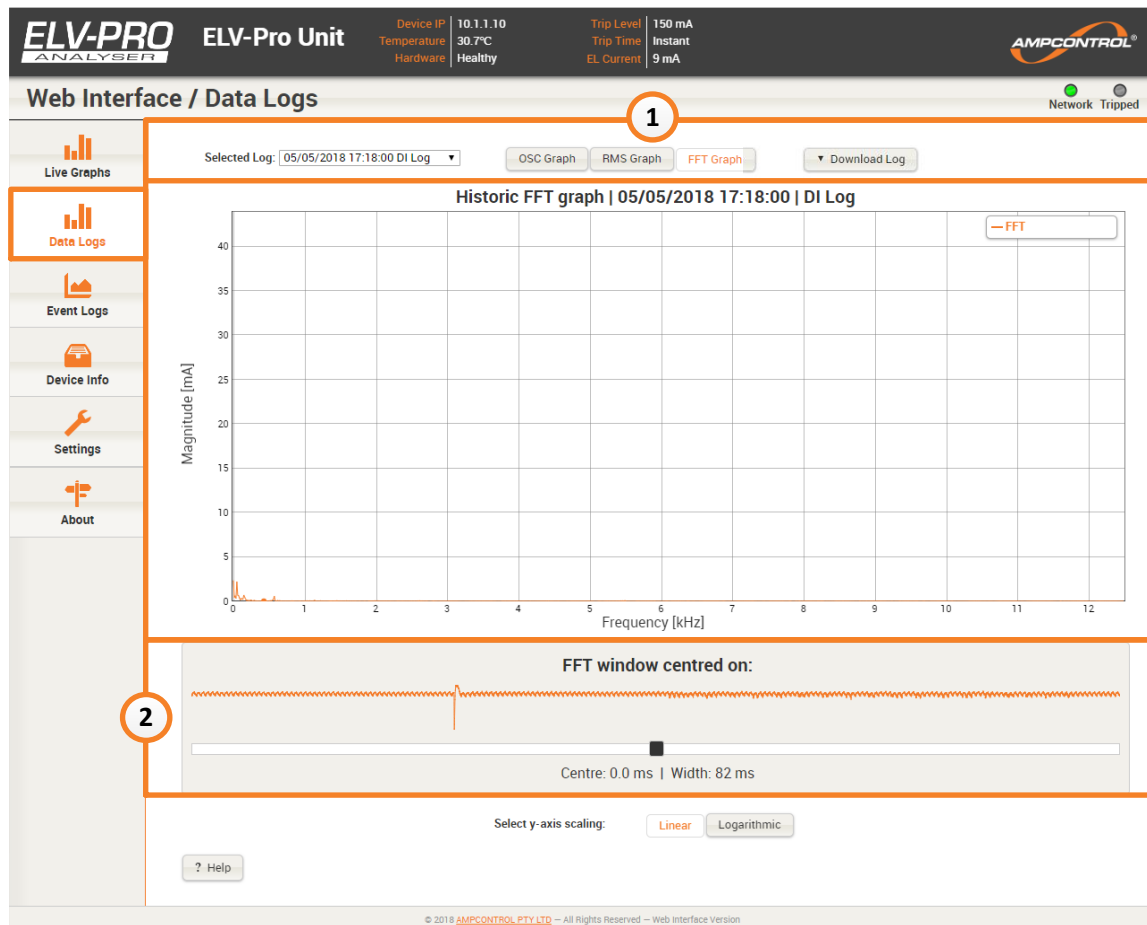 ELV-PRO
ANALYSER
ELV-Pro Unit
Device IP 10.1.1.10
Temperature 30.7ºC
Hardware Healthy
Trip Level 150 mA
Trip Time Instant
EL Current 9 mA
AMPCONTROL®
Web Interface / Data Logs
Network Tripped
1
Live Graphs
Data Logs
Event Logs
Device Info
Settings
About
Selected Log: 05/05/2018 17:18:00 DI Log ▼
OSC Graph RMS Graph FFT Graph
▼ Download Log
Historic FFT graph | 05/05/2018 17:18:00 | DI Log
FFT
Magnitude [mA]
40
35
30
25
20
15
10
5
0
0 1 2 3 4 5 6 7 8 9 10 11 12
Frequency [kHz]
2
FFT window centred on:
Centre: 0.0 ms | Width: 82 ms
Select y-axis scaling: Linear Logarithmic
? Help
© 2018 AMPCONTROL PTY LTD — All Rights Reserved — Web Interface Version